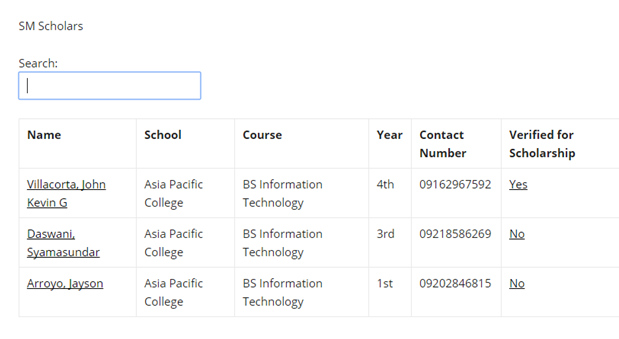 SM Scholars
Search:
Name School Course Year Contact Number Verified for Scholarship
Villacorta, John Kevin G Asia Pacific College BS Information Technology 4th 09162967592 Yes
Daswani, Syamasundar Asia Pacific College BS Information Technology 3rd 09218586269 No
Arroyo, Jayson Asia Pacific College BS Information Technology 1st 09202846815 No